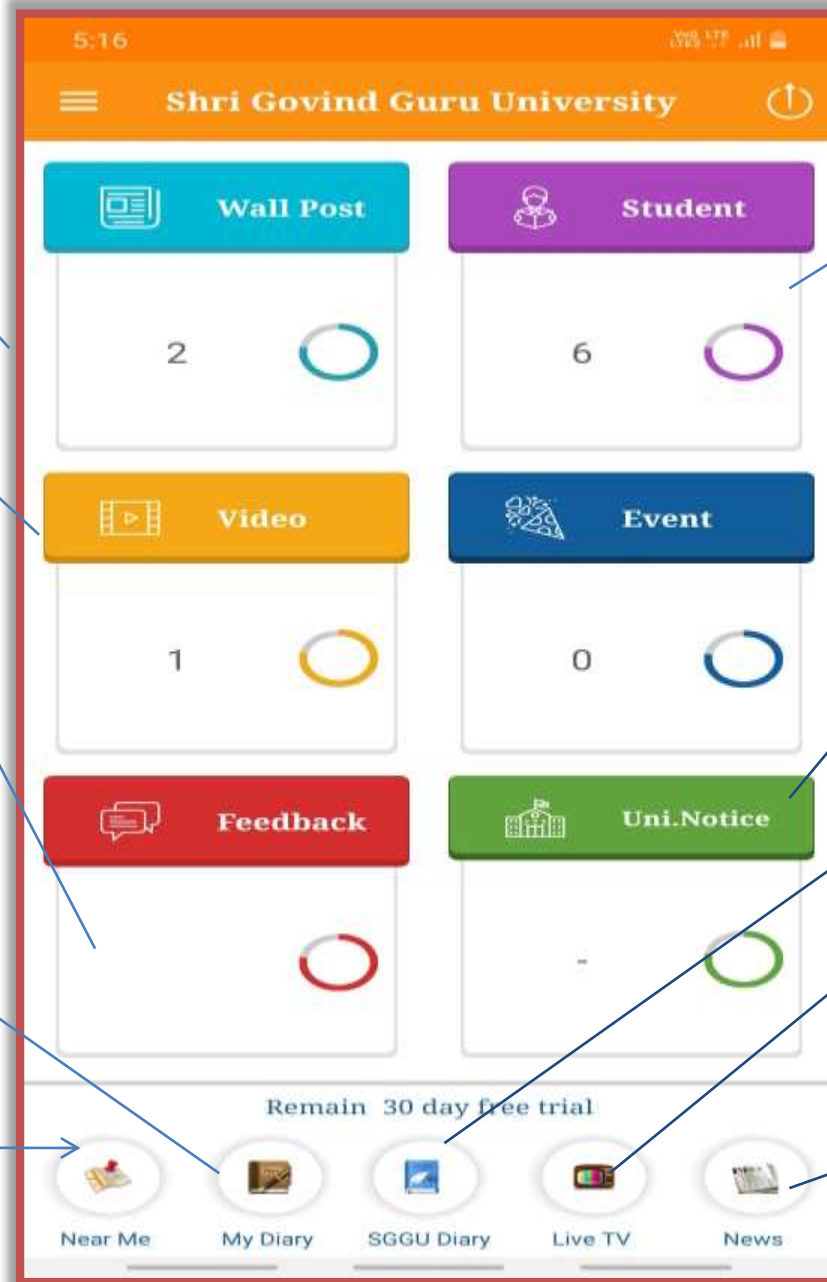 5:16
LTE
Shri Govind Guru University
Wall Post
Student
2
6
Video
Event
1
0
Feedback
Uni.Notice
-
Remain 30 day free trial
Near Me
My Diary
SGGU Diary
Live TV
News